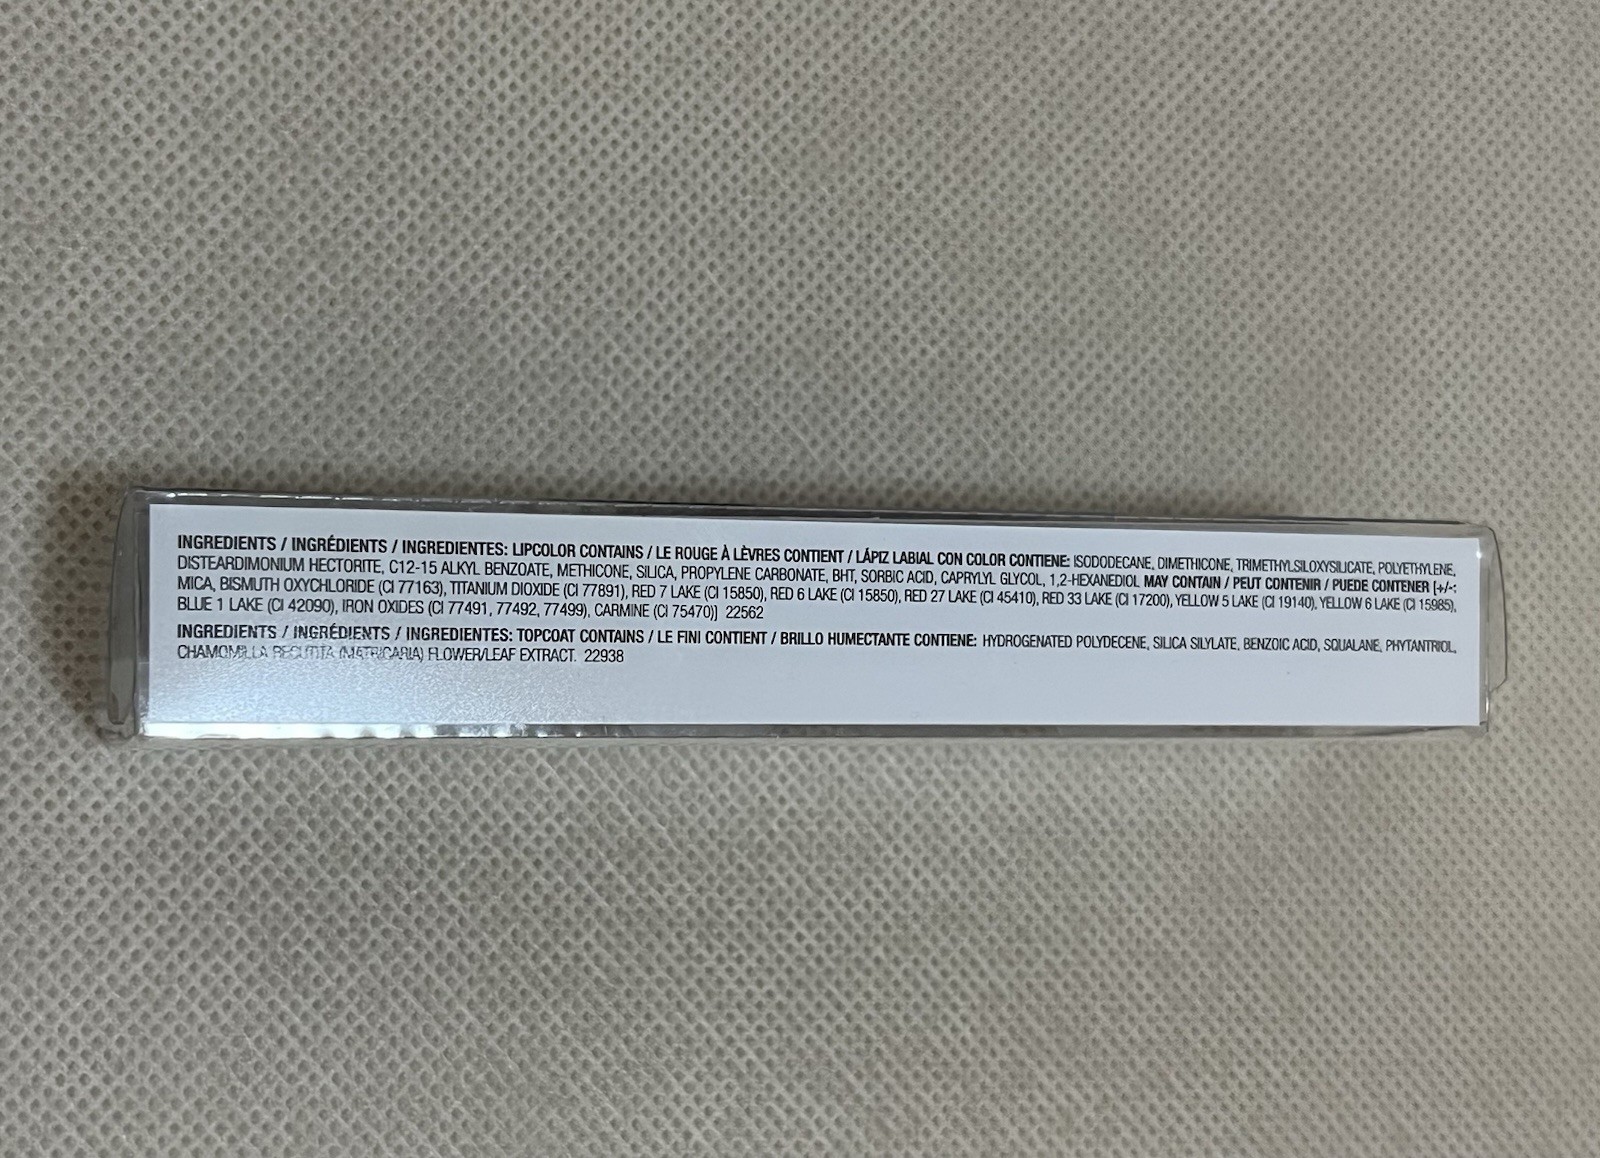 INGREDIENTS / INGRÉDIENTS / INGREDIENTES: LIPCOLOR CONTAINS / LE ROUGE À LÈVRES CONTIENT / LÁPIZ LABIAL CON COLOR CONTIENE: ISODODECANE, DIMETHICONE, TRIMETHYLSILOXYSILICATE, POLYETHYLENE,
DISTEARDIMONIUM HECTORITE, C12-15 ALKYL BENZOATE, METHICONE, SILICA, PROPYLENE CARBONATE, BHT, SORBIC ACID, CAPRYLYL GLYCOL, 1,2-HEXANEDIOL MAY CONTAIN / PEUT CONTENIR / PUEDE CONTENER [+/-:
MICA, BISMUTH OXYCHLORIDE (CI 77163), TITANIUM DIOXIDE (CI 77891), RED 7 LAKE (CI 15850), RED 6 LAKE (CI 15850), RED 27 LAKE (CI 45410), RED 33 LAKE (CI 17200), YELLOW 5 LAKE (CI 19140), YELLOW 6 LAKE (CI 15985),
BLUE 1 LAKE (CI 42090), IRON OXIDES (CI 77491, 77492, 77499), CARMINE (CI 75470)] 22562
INGREDIENTS / INGRÉDIENTS / INGREDIENTES: TOPCOAT CONTAINS / LE FINI CONTIENT / BRILLO HUMECTANTE CONTIENE: HYDROGENATED POLYDECENE, SILICA SILYLATE, BENZOIC ACID, SQUALANE, PHYTANTRIOL,
CHAMOMILLA RECUTITA (MATRICARIA) FLOWER/LEAF EXTRACT. 22938